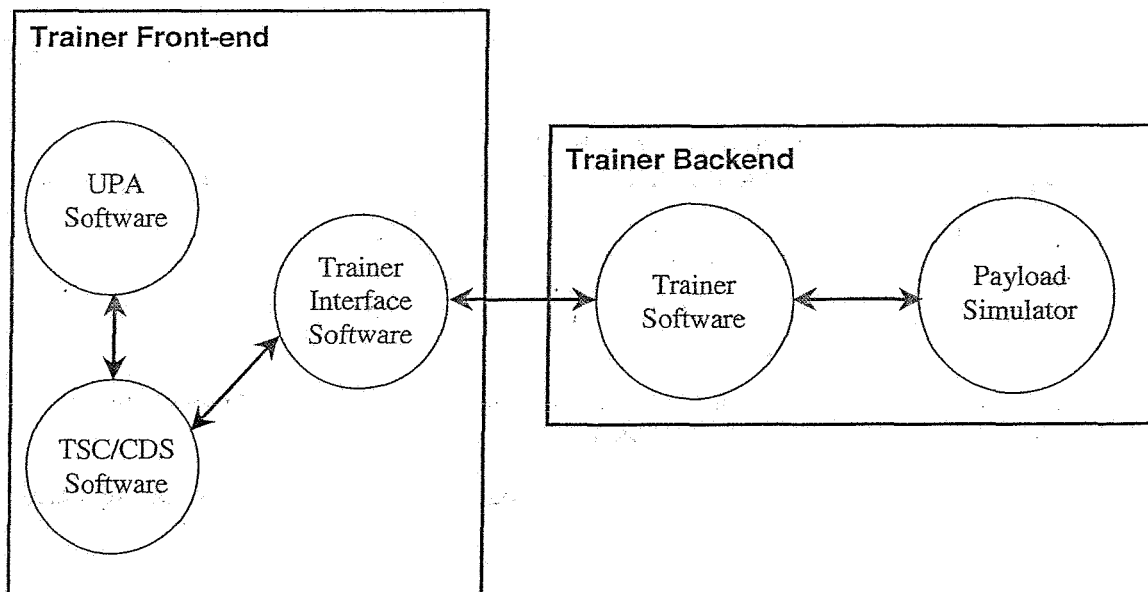 Trainer Front-end
UPA
Software
TSC/CDS
Software
Trainer
Interface
Software
Trainer Backend
Trainer
Software
Payload
Simulator